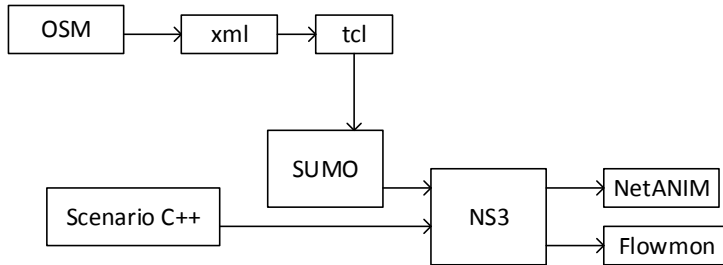 OSM
xml
tcl
SUMO
Scenario C++
NS3
NetANIM
Flowmon